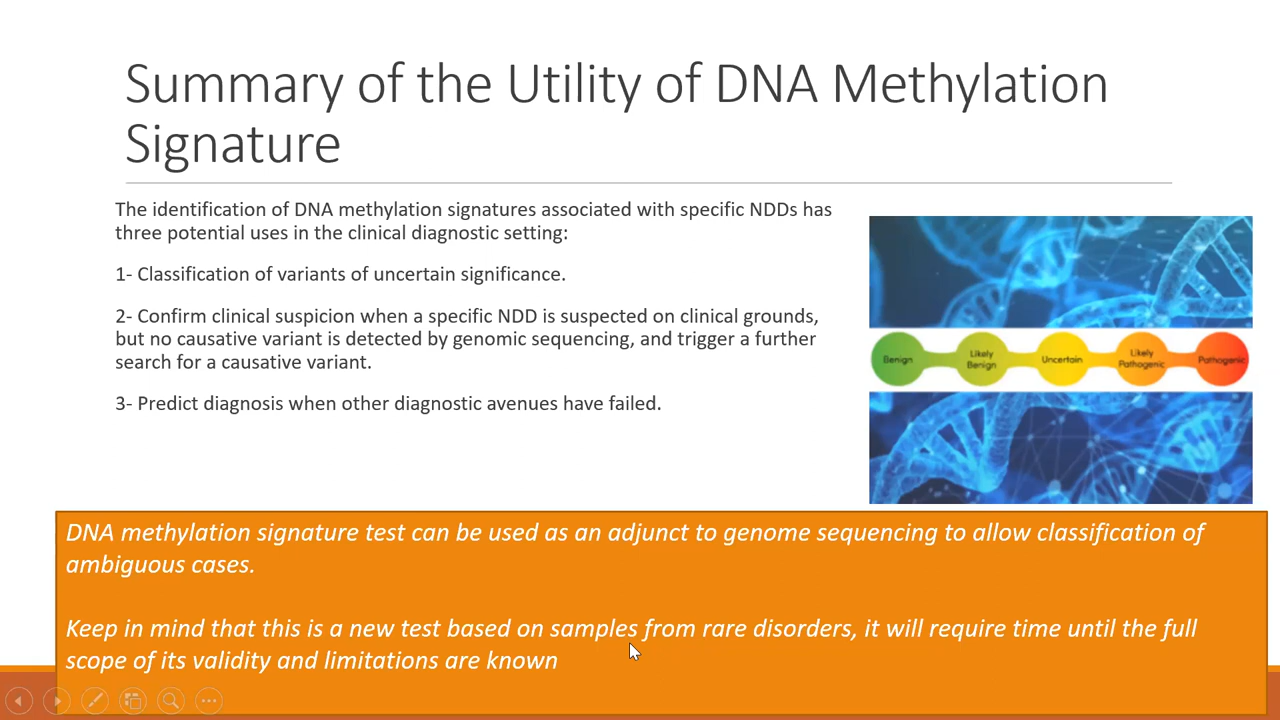 Summary of the Utility of DNA Methylation
Signature
The identification of DNA methylation signatures associated with specific NDDs has
three potential uses in the clinical diagnostic setting:
1- Classification of variants of uncertain significance.
2- Confirm clinical suspicion when a specific NDD is suspected on clinical grounds,
but no causative variant is detected by genomic sequencing, and trigger a further
search for a causative variant.
3- Predict diagnosis when other diagnostic avenues have failed.
Benign
Likely
Benign
Uncertain
Likely
Pathogenic
Pathogenic
DNA methylation signature test can be used as an adjunct to genome sequencing to allow classification of
ambiguous cases.
Keep in mind that this is a new test based on samples from rare disorders, it will require time until the full
scope of its validity and limitations are known